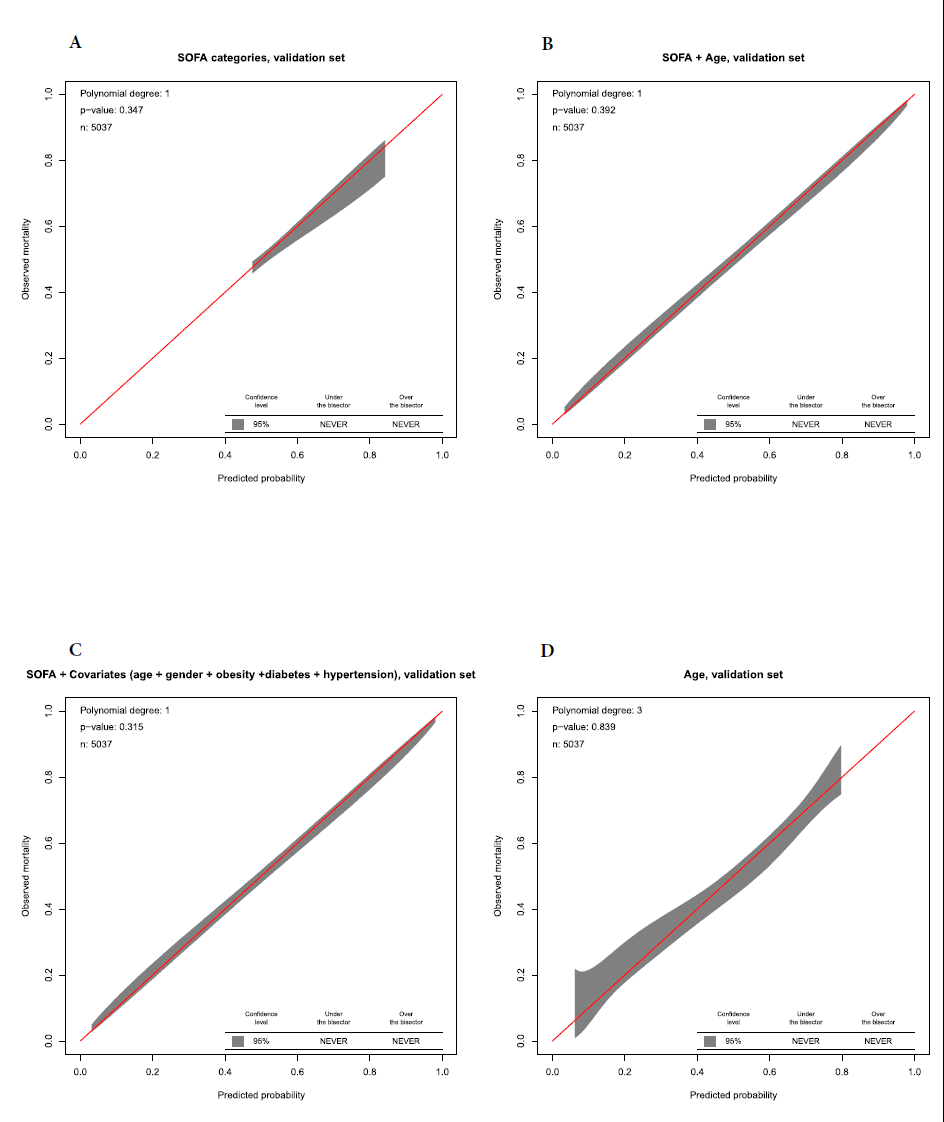 A
SOFA categories, validation set
Polynomial degree: 1
p−value: 0.347
n: 5037
Observed mortality
1.0
0.8
0.6
0.4
0.2
0.0
Confidence level
Under the bisector
Over the bisector
95% NEVER NEVER
0.0 0.2 0.4 0.6 0.8 1.0
Predicted probability
B
SOFA + Age, validation set
Polynomial degree: 1
p−value: 0.392
n: 5037
Observed mortality
1.0
0.8
0.6
0.4
0.2
0.0
Confidence level
Under the bisector
Over the bisector
95% NEVER NEVER
0.0 0.2 0.4 0.6 0.8 1.0
Predicted probability
C
SOFA + Covariates (age + gender + obesity +diabetes + hypertension), validation set
Polynomial degree: 1
p−value: 0.315
n: 5037
Observed mortality
1.0
0.8
0.6
0.4
0.2
0.0
Confidence level
Under the bisector
Over the bisector
95% NEVER NEVER
0.0 0.2 0.4 0.6 0.8 1.0
Predicted probability
D
Age, validation set
Polynomial degree: 3
p−value: 0.839
n: 5037
Observed mortality
1.0
0.8
0.6
0.4
0.2
0.0
Confidence level
Under the bisector
Over the bisector
95% NEVER NEVER
0.0 0.2 0.4 0.6 0.8 1.0
Predicted probability